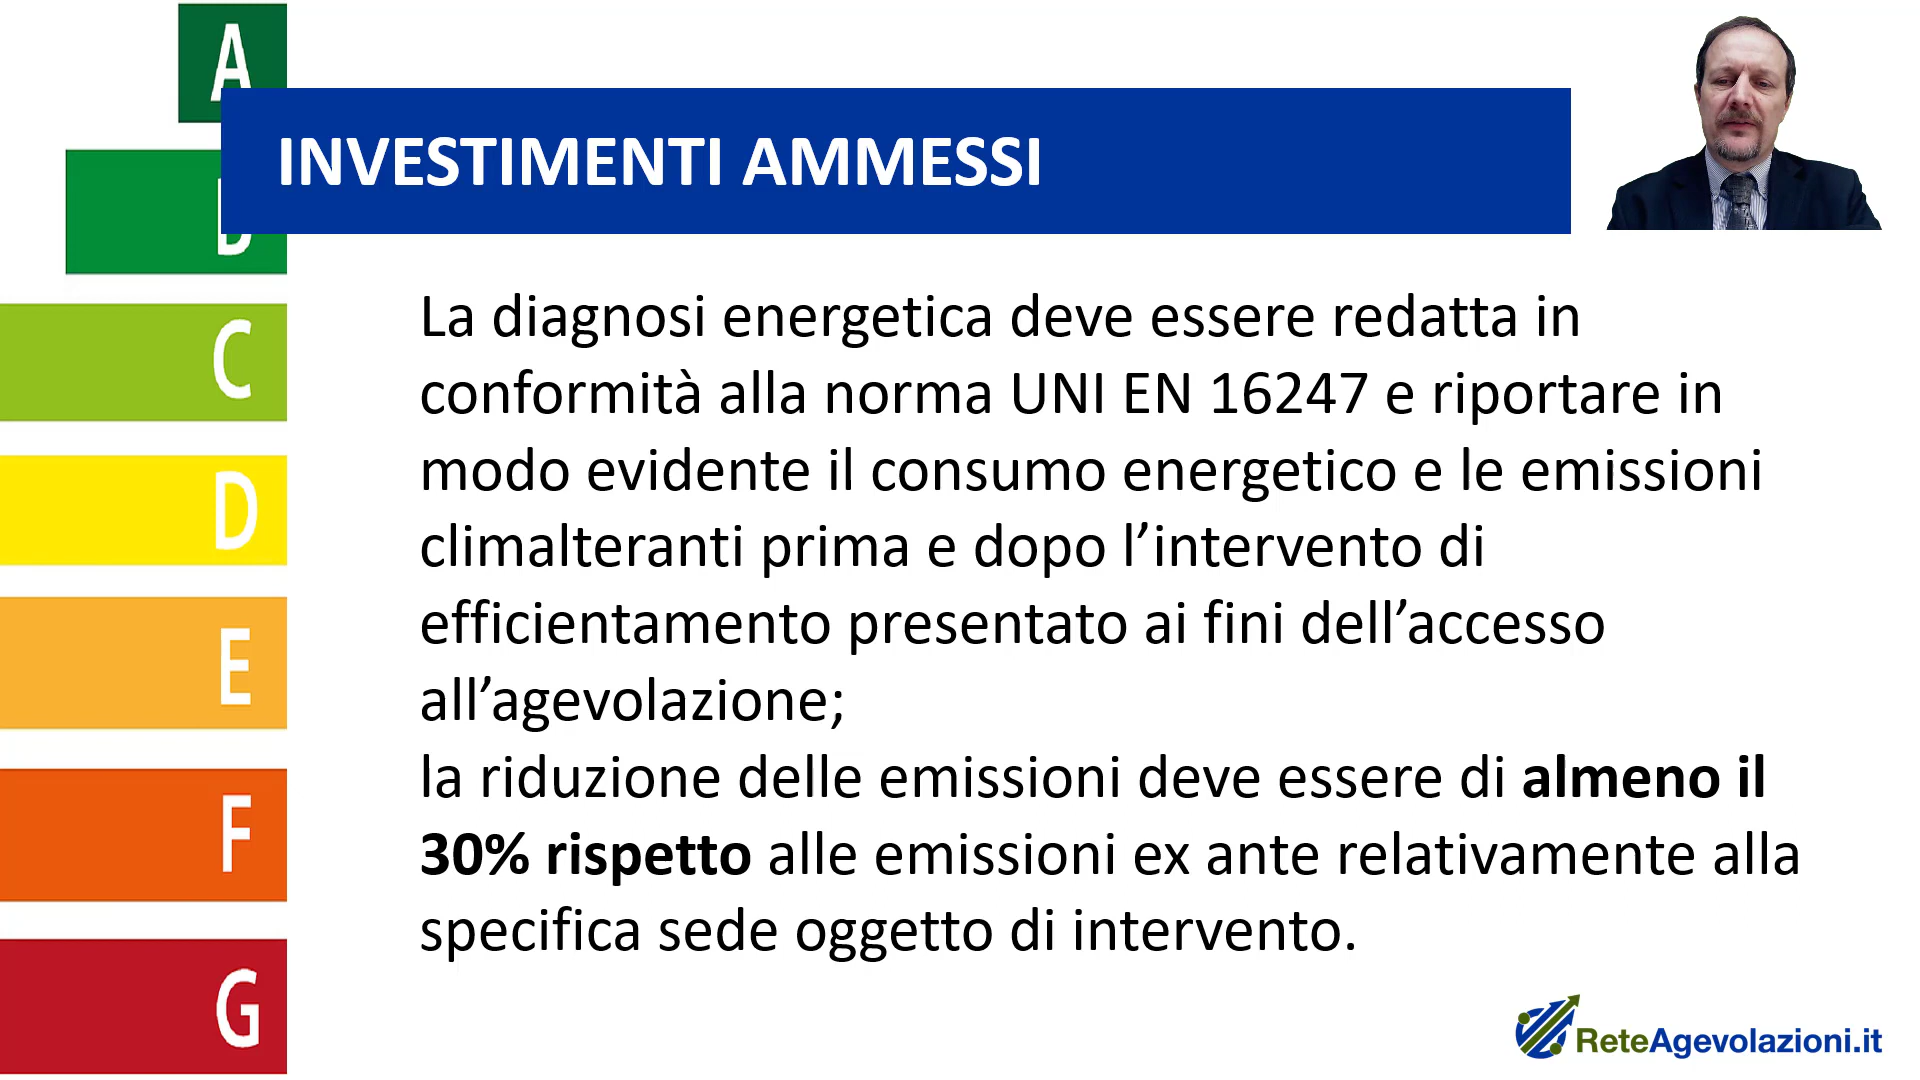 A
B
INVESTIMENTI AMMESSI
C
D
E
F
G
La diagnosi energetica deve essere redatta in
conformità alla norma UNI EN 16247 e riportare in
modo evidente il consumo energetico e le emissioni
climalteranti prima e dopo l’intervento di
efficientamento presentato ai fini dell’accesso
all’agevolazione;
la riduzione delle emissioni deve essere di almeno il
30% rispetto alle emissioni ex ante relativamente alla
specifica sede oggetto di intervento.
ReteAgevolazioni.it